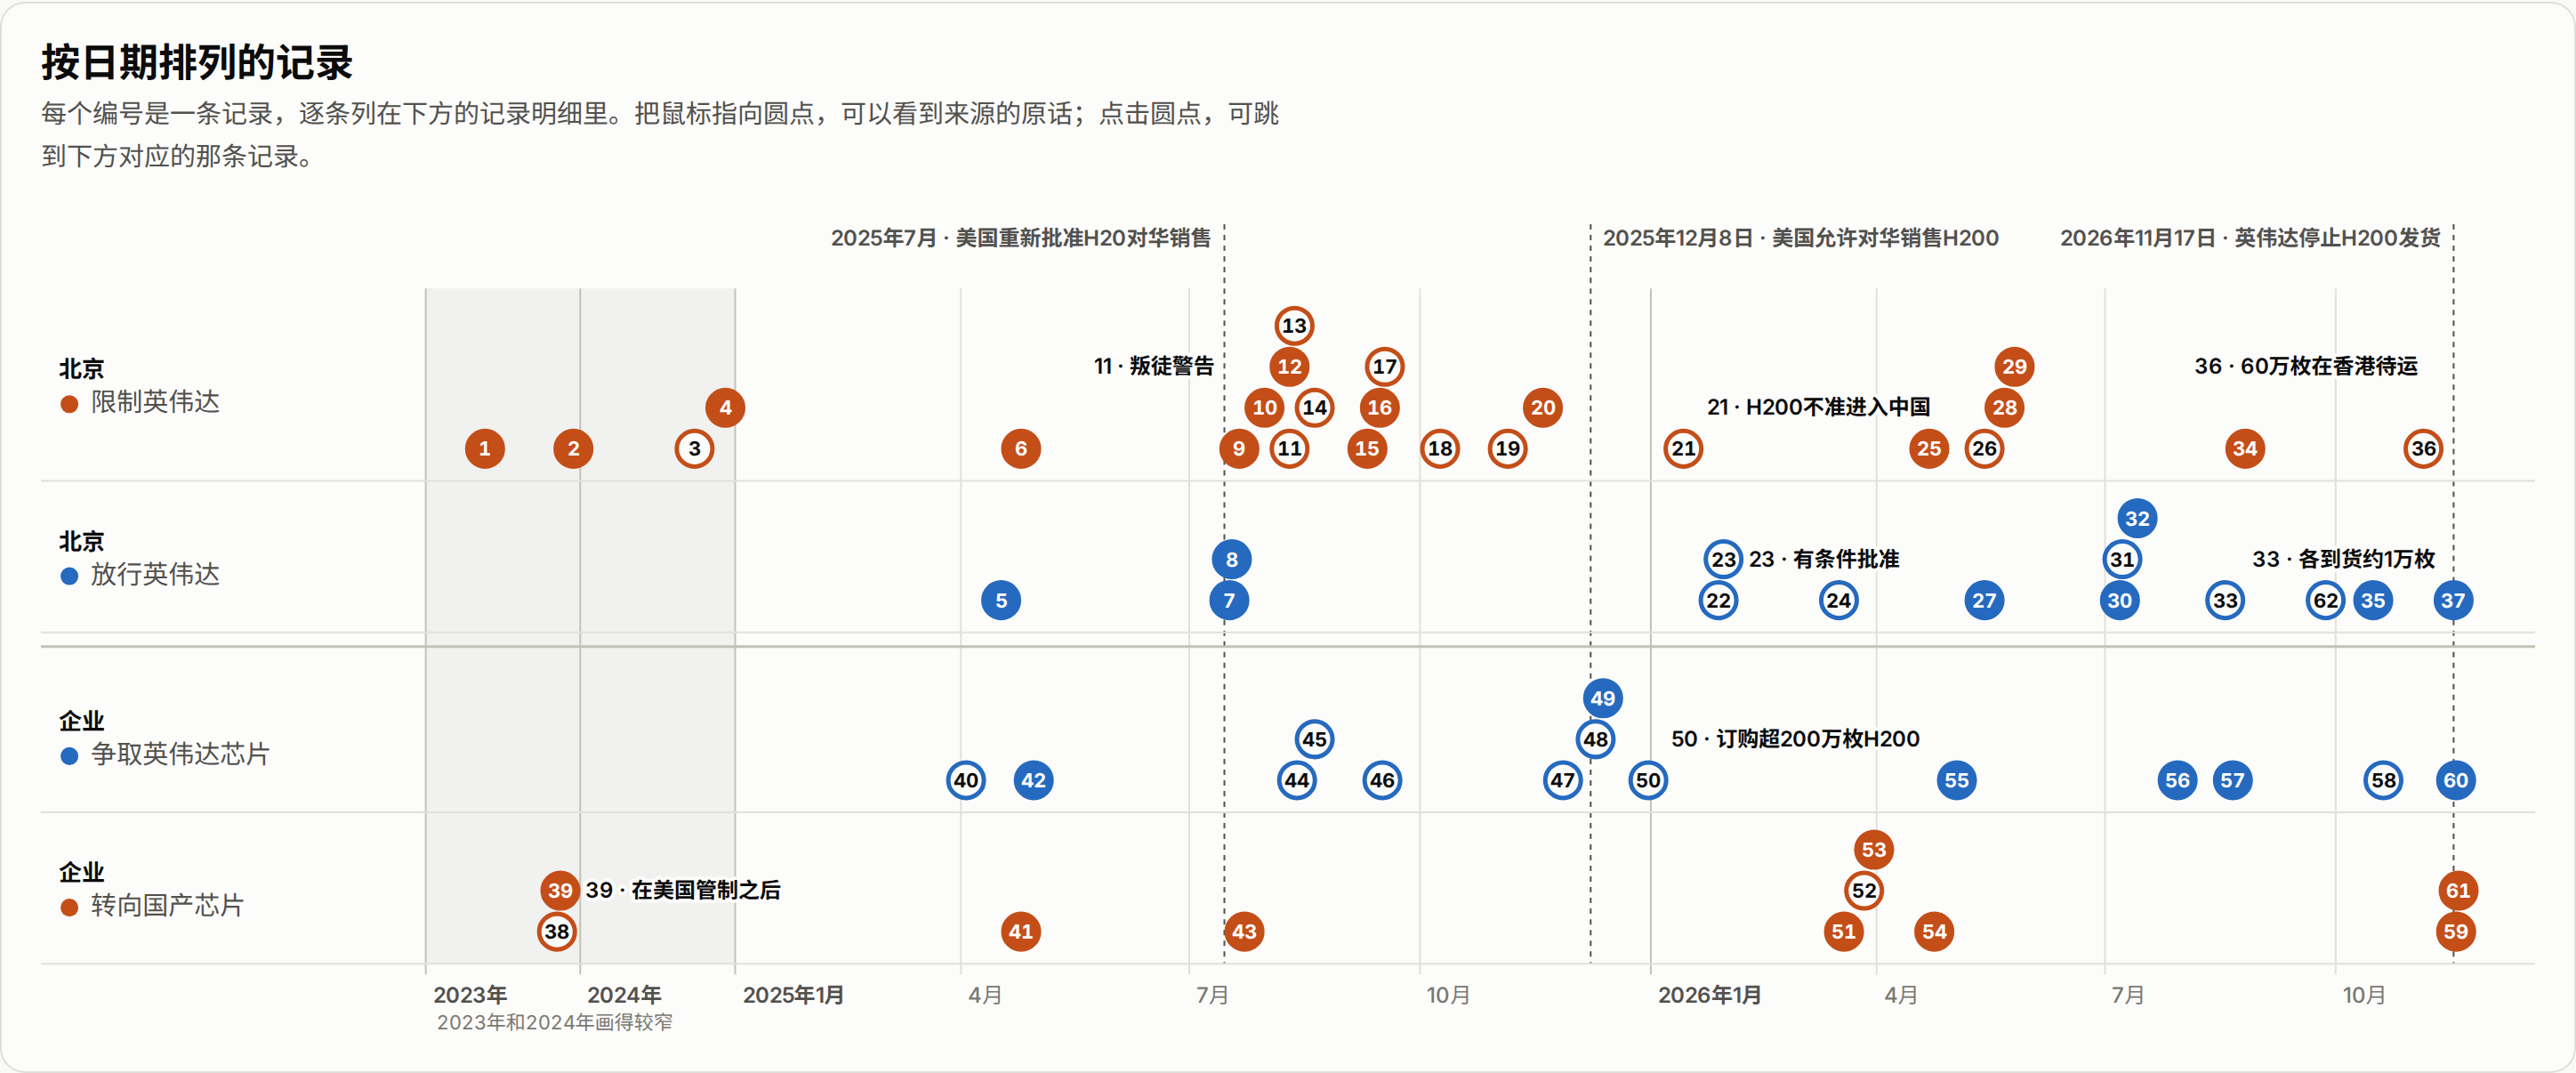 按日期排列的记录
每个编号是一条记录，逐条列在下方的记录明细里。把鼠标指向圆点，可以看到来源的原话；点击圆点，可跳
到下方对应的那条记录。
2025年7月 · 美国重新批准H20对华销售
2025年12月8日 · 美国允许对华销售H200
2026年11月17日 · 英伟达停止H200发货
北京
限制英伟达
13
11 · 叛徒警告
12
17
29
36 · 60万枚在香港待运
4
10
14
16
20
21 · H200不准进入中国
28
1
2
3
6
9
11
15
18
19
21
25
26
34
36
北京
放行英伟达
32
8
23
23 · 有条件批准
31
33 · 各到货约1万枚
5
7
22
24
27
30
33
62
35
37
企业
争取英伟达芯片
49
45
48
50 · 订购超200万枚H200
40
42
44
46
47
50
55
56
57
58
60
企业
转向国产芯片
53
39
39 · 在美国管制之后
52
61
38
41
43
51
54
59
2023年
2024年
2025年1月
4月
7月
10月
2026年1月
4月
7月
10月
2023年和2024年画得较窄